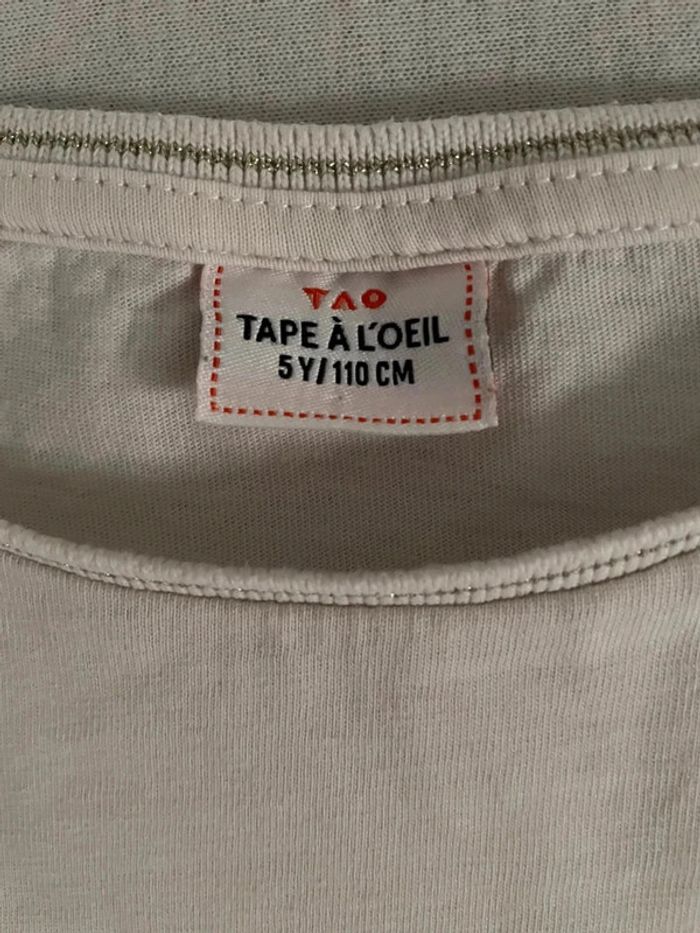 TAO
TAPE À L'OEIL
5 Y/110 CM